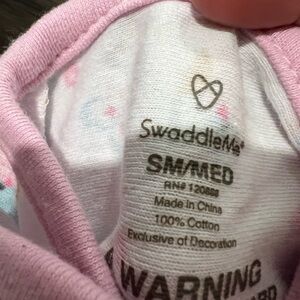 SwaddleMe®
SM/MED
RN# 120888
Made in China
100% Cotton
Exclusive of Decoration
WARNING